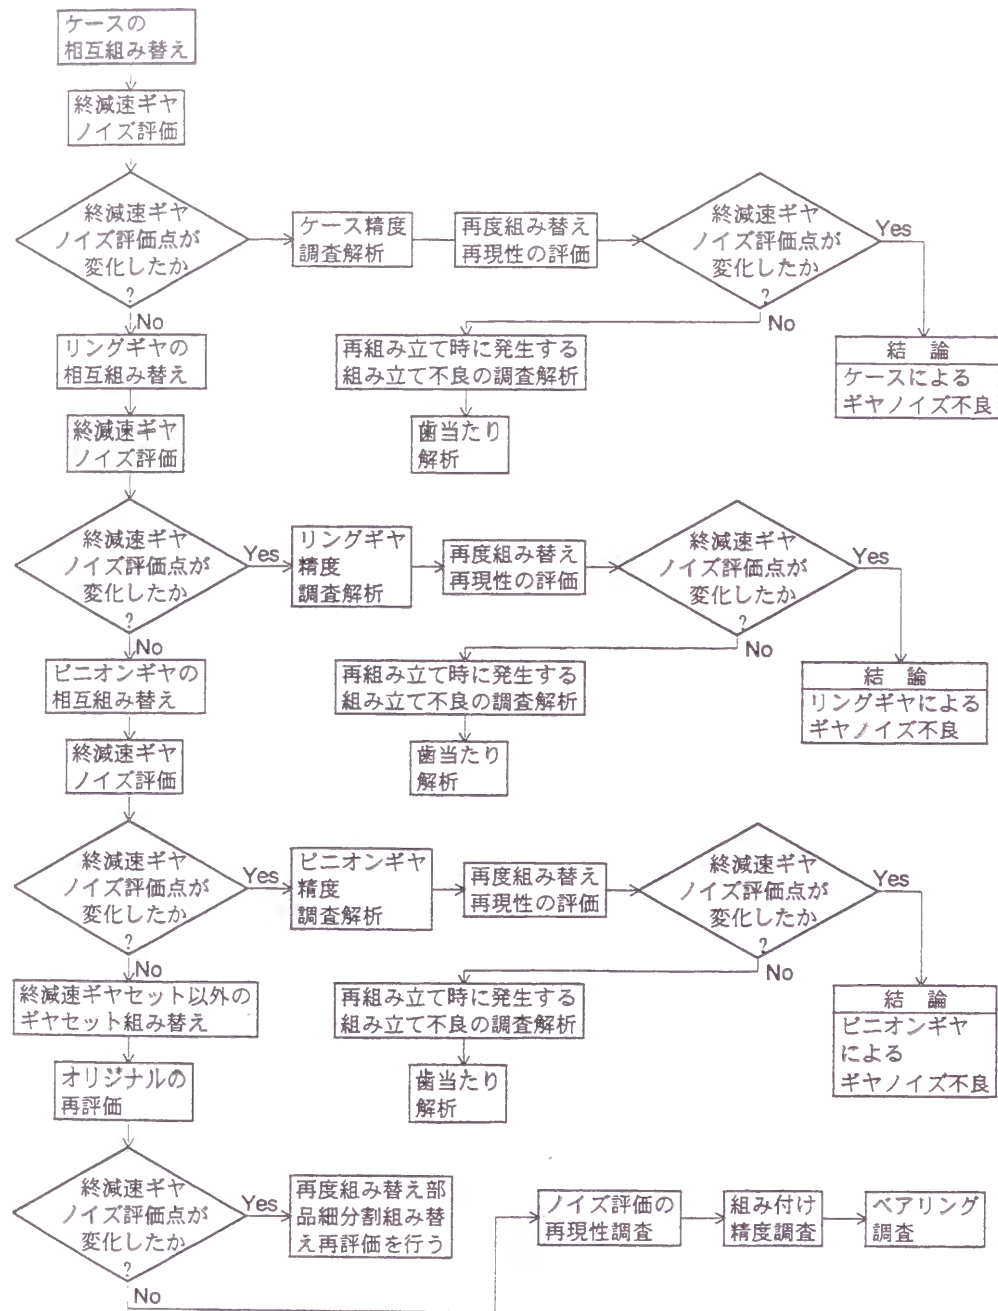 ケースの
相互組み替え
終減速ギヤ
ノイズ評価
終減速ギヤ
ノイズ評価点が
変化したか
?
ケース精度
調査解析
再度組み替え
再現性の評価
終減速ギヤ
ノイズ評価点が
変化したか
?
Yes
No
No
リングギヤの
相互組み替え
再組み立て時に発生する
組み立て不良の調査解析
結 論
ケースによる
ギヤノイズ不良
終減速ギヤ
ノイズ評価
歯当たり
解析
終減速ギヤ
ノイズ評価点が
変化したか
?
Yes
リングギヤ
精度
調査解析
再度組み替え
再現性の評価
終減速ギヤ
ノイズ評価点が
変化したか
?
Yes
No
No
ピニオンギヤの
相互組み替え
再組み立て時に発生する
組み立て不良の調査解析
結 論
リングギヤによる
ギヤノイズ不良
終減速ギヤ
ノイズ評価
歯当たり
解析
終減速ギヤ
ノイズ評価点が
変化したか
?
Yes
ピニオンギヤ
精度
調査解析
再度組み替え
再現性の評価
終減速ギヤ
ノイズ評価点が
変化したか
?
Yes
No
No
終減速ギヤセット以外の
ギヤセット組み替え
再組み立て時に発生する
組み立て不良の調査解析
結 論
ピニオンギヤ
による
ギヤノイズ不良
オリジナルの
再評価
歯当たり
解析
終減速ギヤ
ノイズ評価点が
変化したか
?
Yes
再度組み替え部
品細分割組み替
え再評価を行う
ノイズ評価の
再現性調査
組み付け
精度調査
ベアリング
調査
No